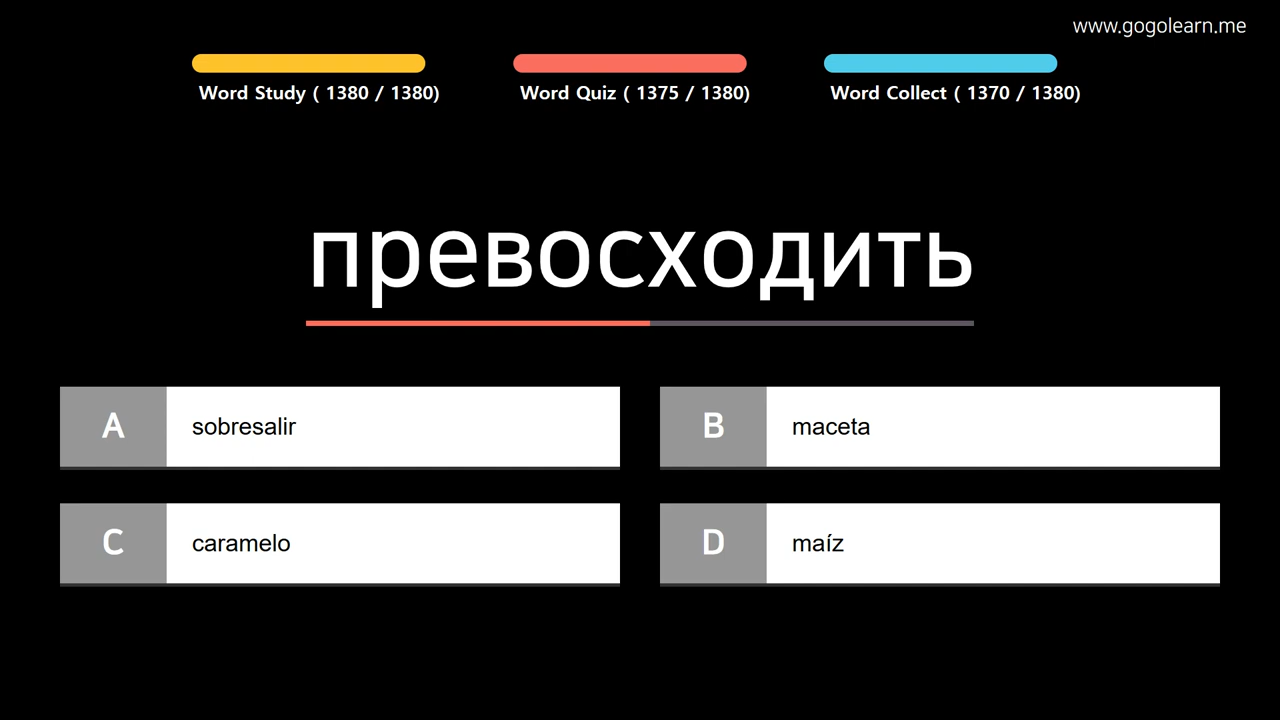 www.gogolearn.me
Word Study ( 1380 / 1380)
Word Quiz ( 1375 / 1380)
Word Collect ( 1370 / 1380)
превосходить
A sobresalir
B maceta
C caramelo
D maíz